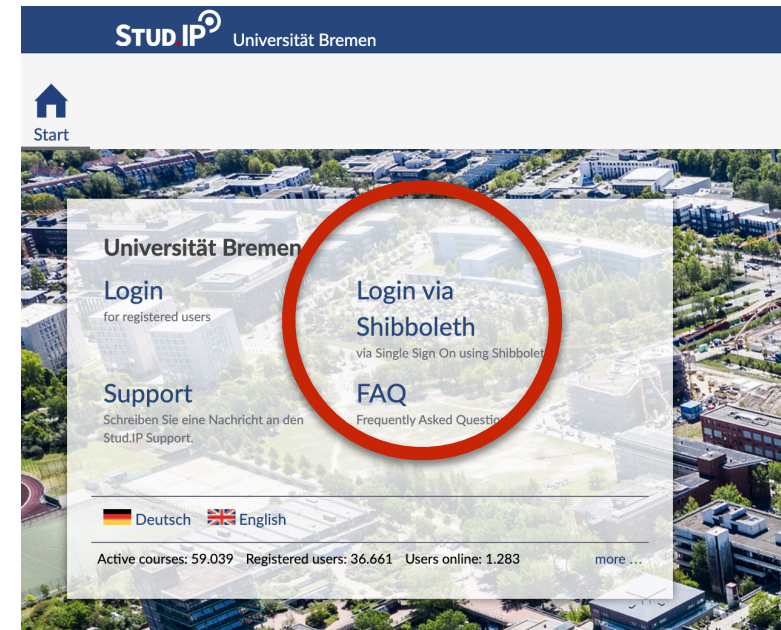 STUD.IP Universität Bremen
Start
Universität Bremen
Login
for registered users
Login via
Shibboleth
via Single Sign On using Shibbolet
Support
Schreiben Sie eine Nachricht an den
Stud.IP Support.
FAQ
Frequently Asked Questio
Deutsch English
Active courses: 59.039 Registered users: 36.661 Users online: 1.283 more ...